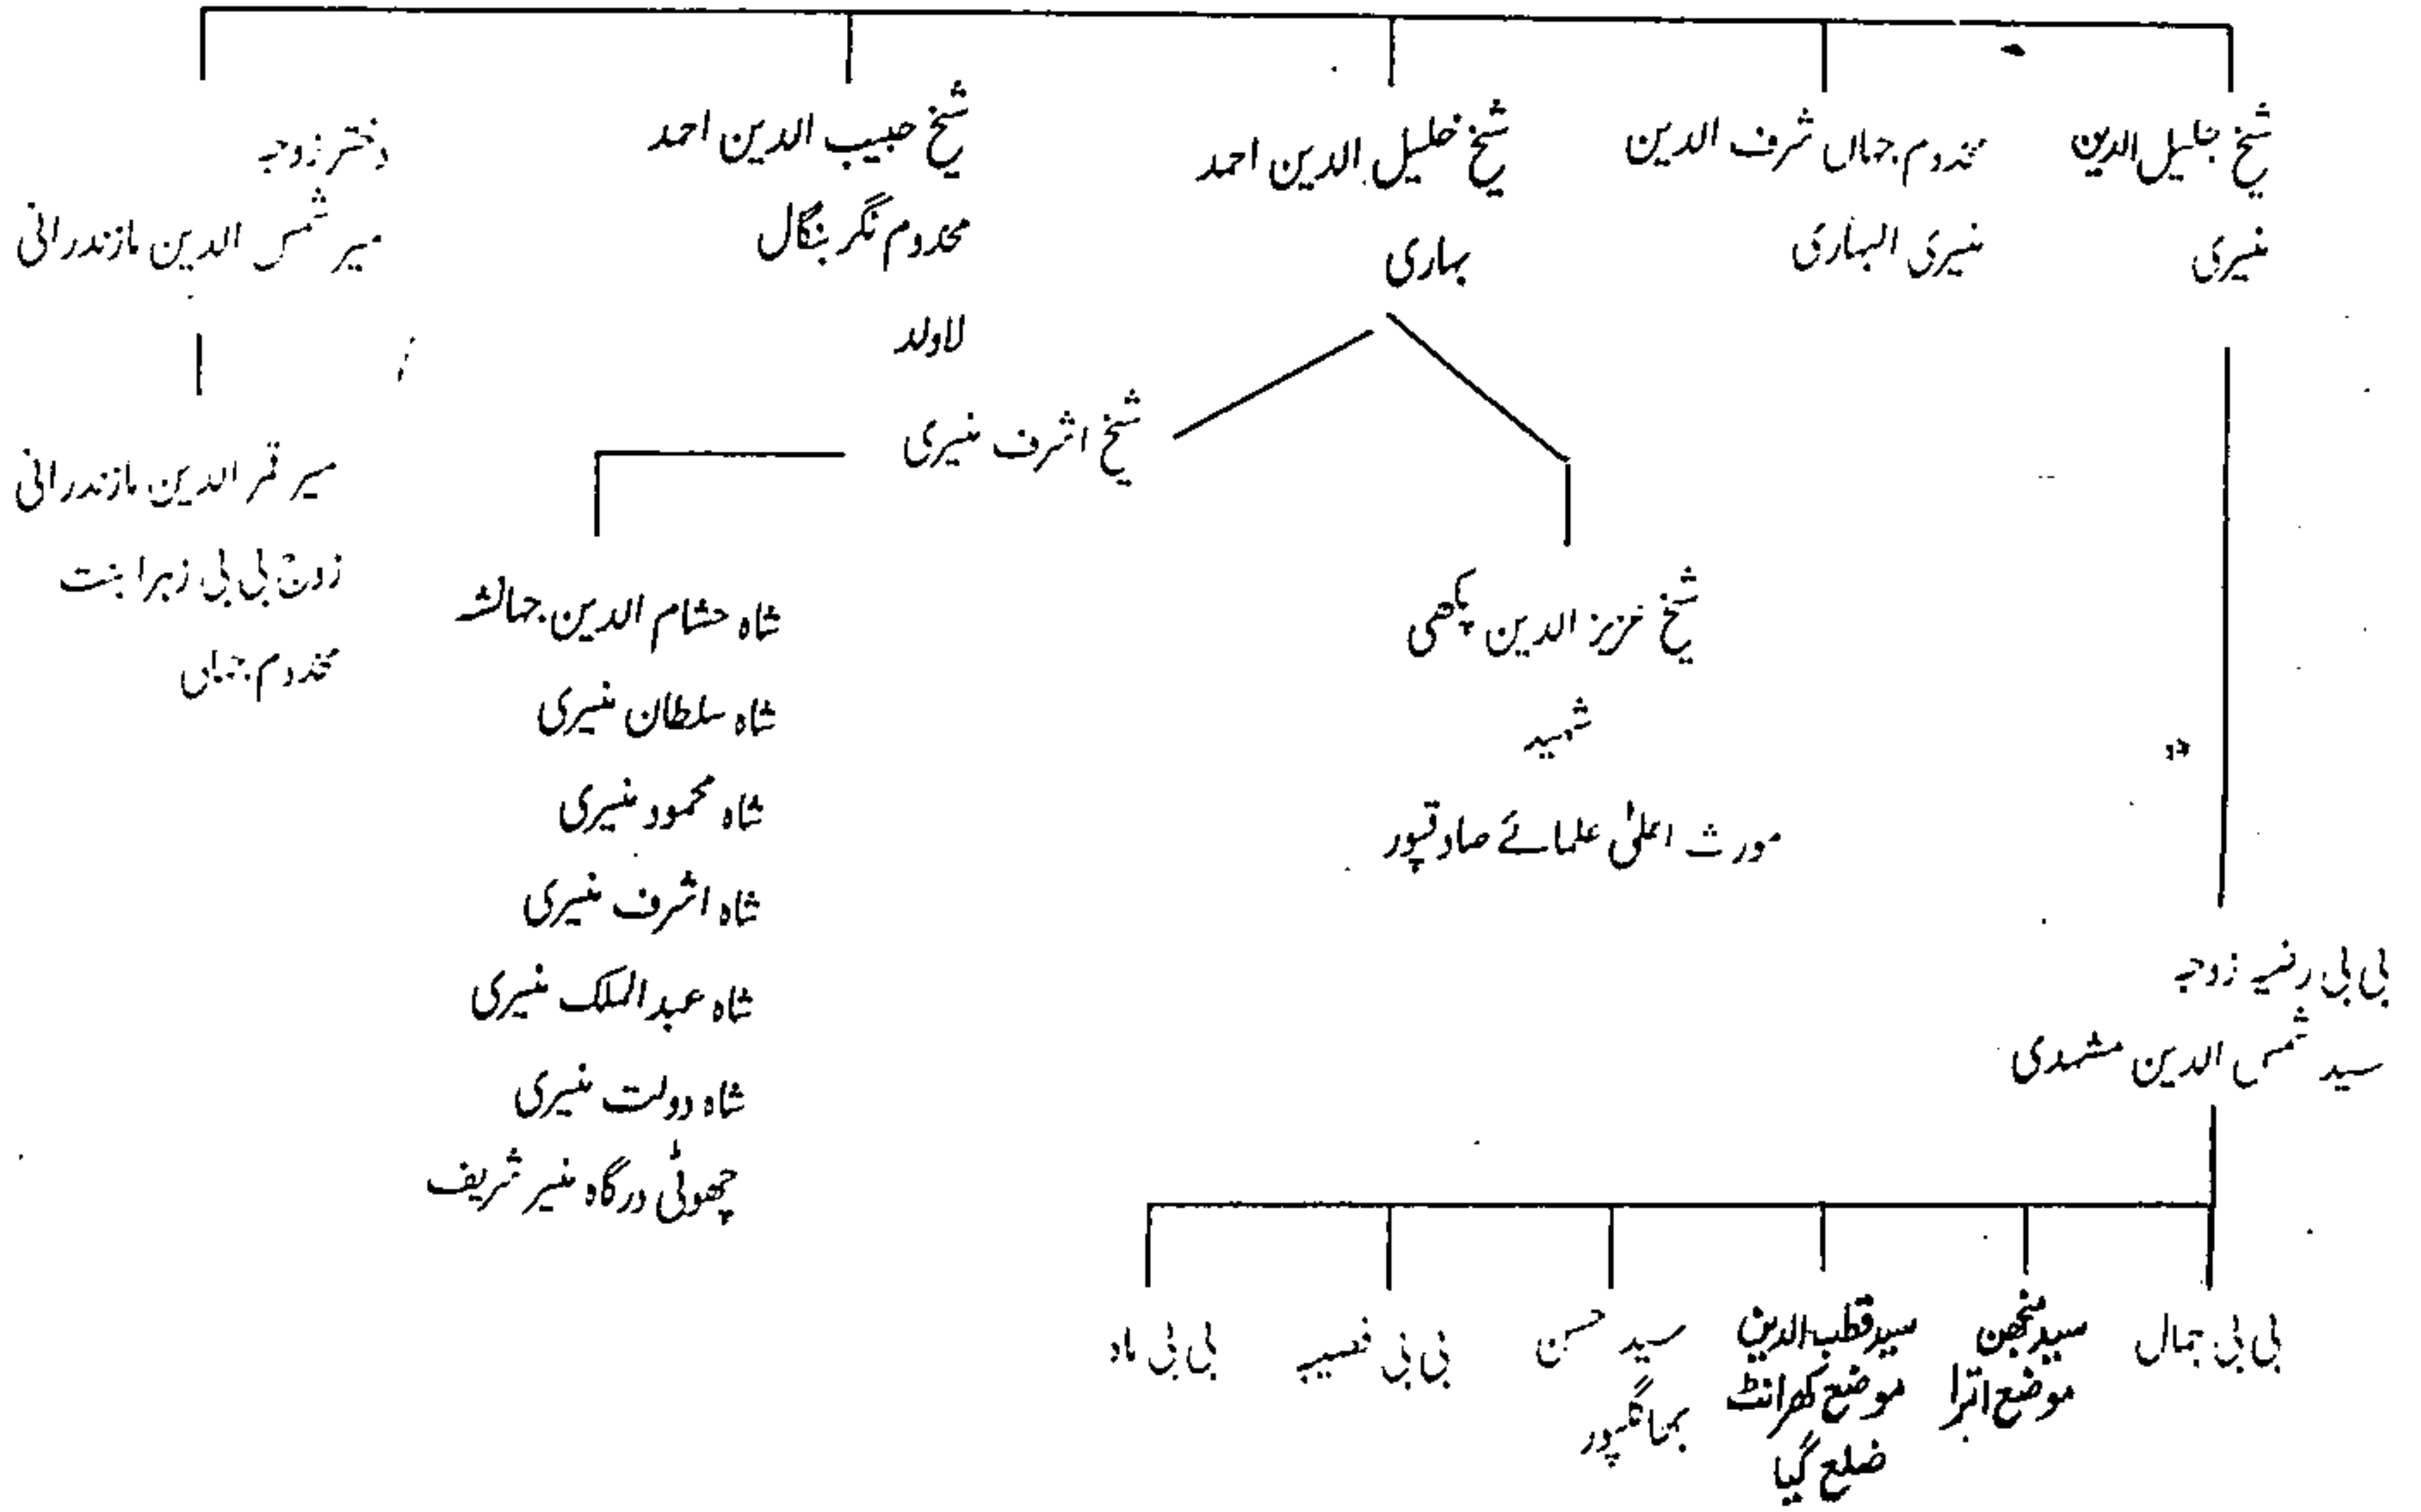 شیخ جلیل الدین
منیری
مخدوم جہاں شرف الدین
منیری البہاری
شیخ خلیل الدین احمد
بہاری
شیخ حبیب الدین احمد
مخدوم نگر بنگال
لاولد
دختر زوجہ
میر شمس الدین مازندرانی
شیخ اشرف منیری
میر قمر الدین مازندرانی
زوج بی بی زہرا بنت
مخدوم جہاں
شیخ عزیز الدین پکھی
شہید
مورث اعلیٰ علمائے صادقپور
شاہ حشام الدین
شاہ سلطان منیری
شاہ محمود منیری
شاہ اشرف منیری
شاہ عبدالملک منیری
شاہ دولت منیری
چھوٹی درگاہ منیر شریف
بی بی رضیہ زوجہ
سید شمس الدین مشہدی
بی بی جمال
سید منجھن
موضع اترا
سید قطب الدین
موضع کھرانٹ
ضلع گیا
سید حسن
بھاگلپور
بی بی
بی بی ماہ